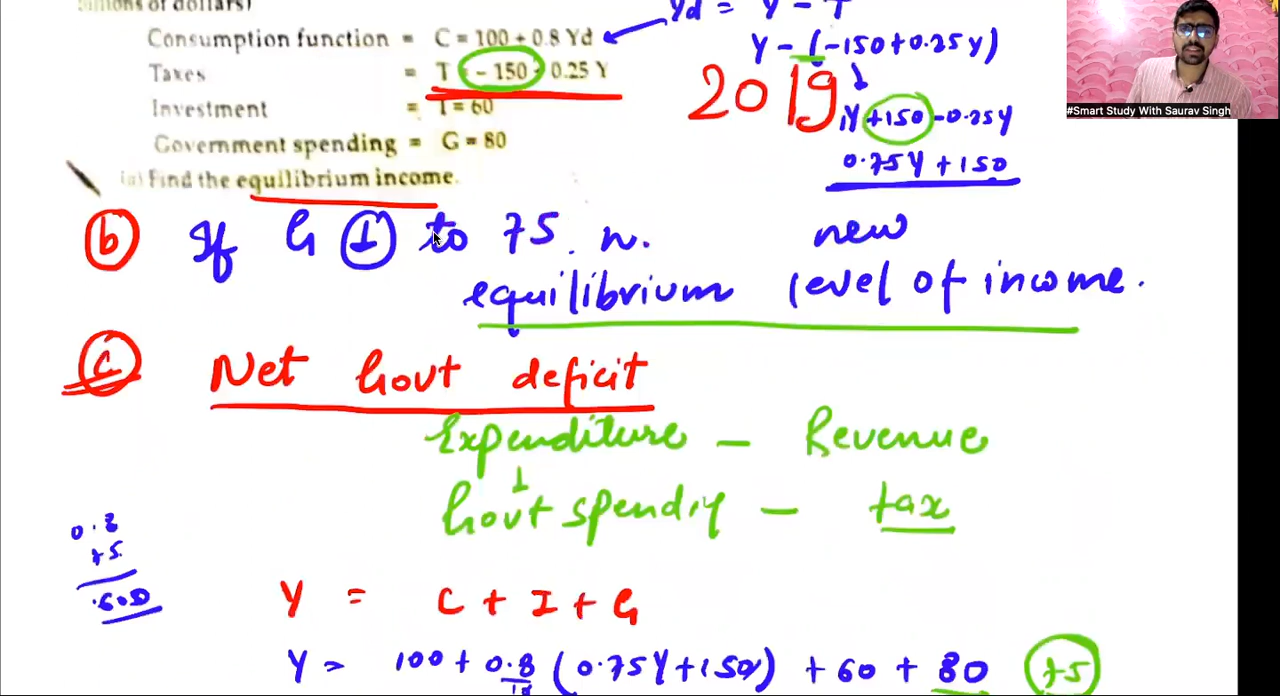 billions of dollars)
Consumption function = C = 100 + 0.8 Yd
Taxes = T - 150 + 0.25 Y
Investment = I = 60
Government spending = G = 80
(a) Find the equilibrium income.
Yd = Y - T
Y - (-150+0.25Y)
2019
Y +150 -0.25Y
0.75Y + 150
#Smart Study With Saurav Singh
b If G ↓ to 75. new
equilibrium level of income.
c Net Govt deficit
Expenditure - Revenue
↓
Govt spending - tax
0.8
75
.600
Y = C + I + G
Y = 100 + 0.8 (0.75Y+150) + 60 + 80 75